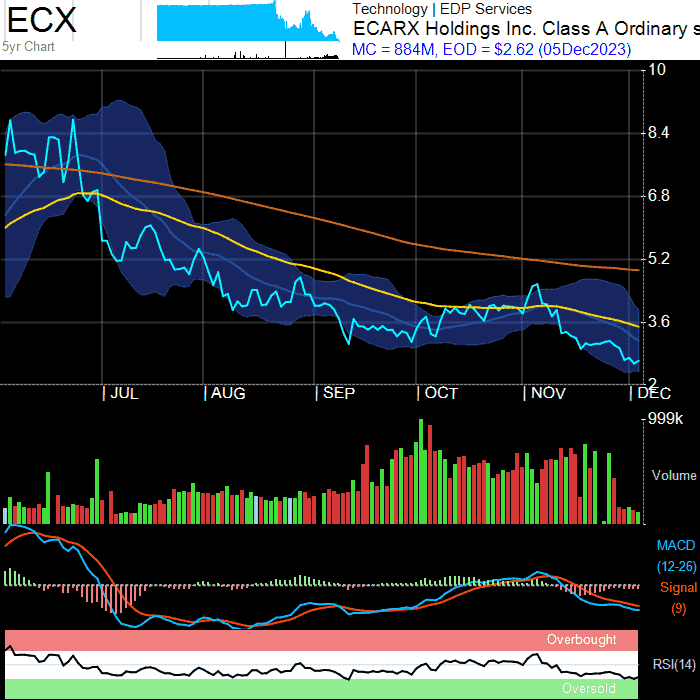 ECX
5yr Chart
Technology | EDP Services
ECARX Holdings Inc. Class A Ordinary s
MC = 884M, EOD = $2.62 (05Dec2023)
10
8.4
6.8
5.2
3.6
2
| JUL | AUG | SEP | OCT | NOV | DEC
999k
Volume
MACD
(12-26)
Signal
(9)
Overbought
RSI(14)
Oversold